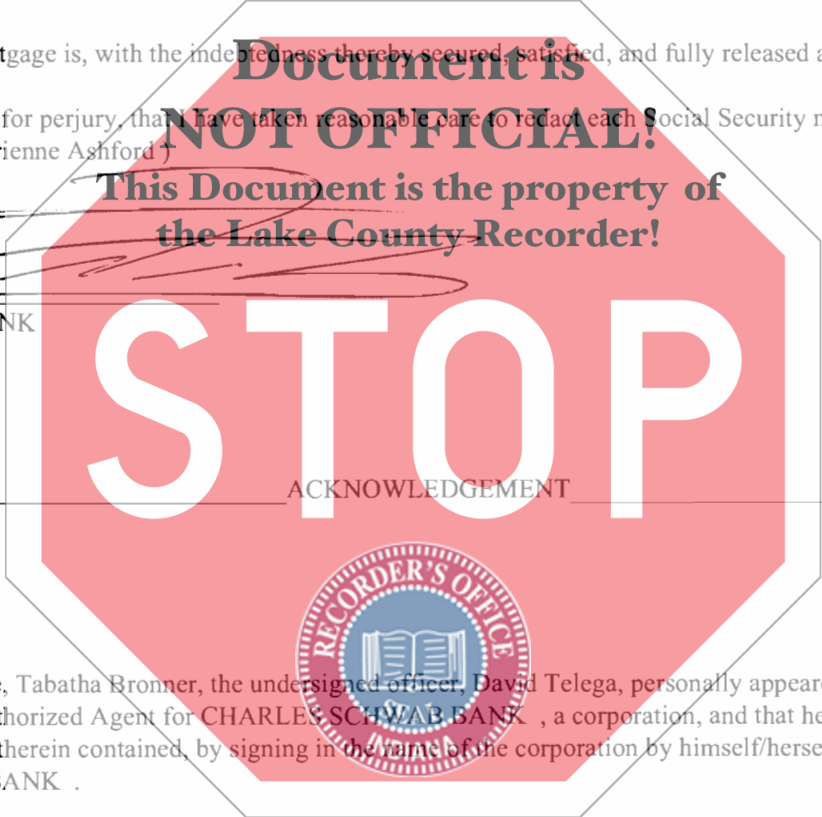 tgage is, with the indebtedness thereby secured, satisfied, and fully released a
Document is
for perjury, that I have taken reasonable care to redact each Social Security n
NOT OFFICIAL!
rienne Ashford )
This Document is the property of
the Lake County Recorder!
NK
STOP
ACKNOWLEDGEMENT
RECORDER'S OFFICE
SEAL
INDIANA
, Tabatha Bronner, the undersigned officer, David Telega, personally appear
thorized Agent for CHARLES SCHWAB BANK , a corporation, and that he
therein contained, by signing in the name of the corporation by himself/herse
BANK .